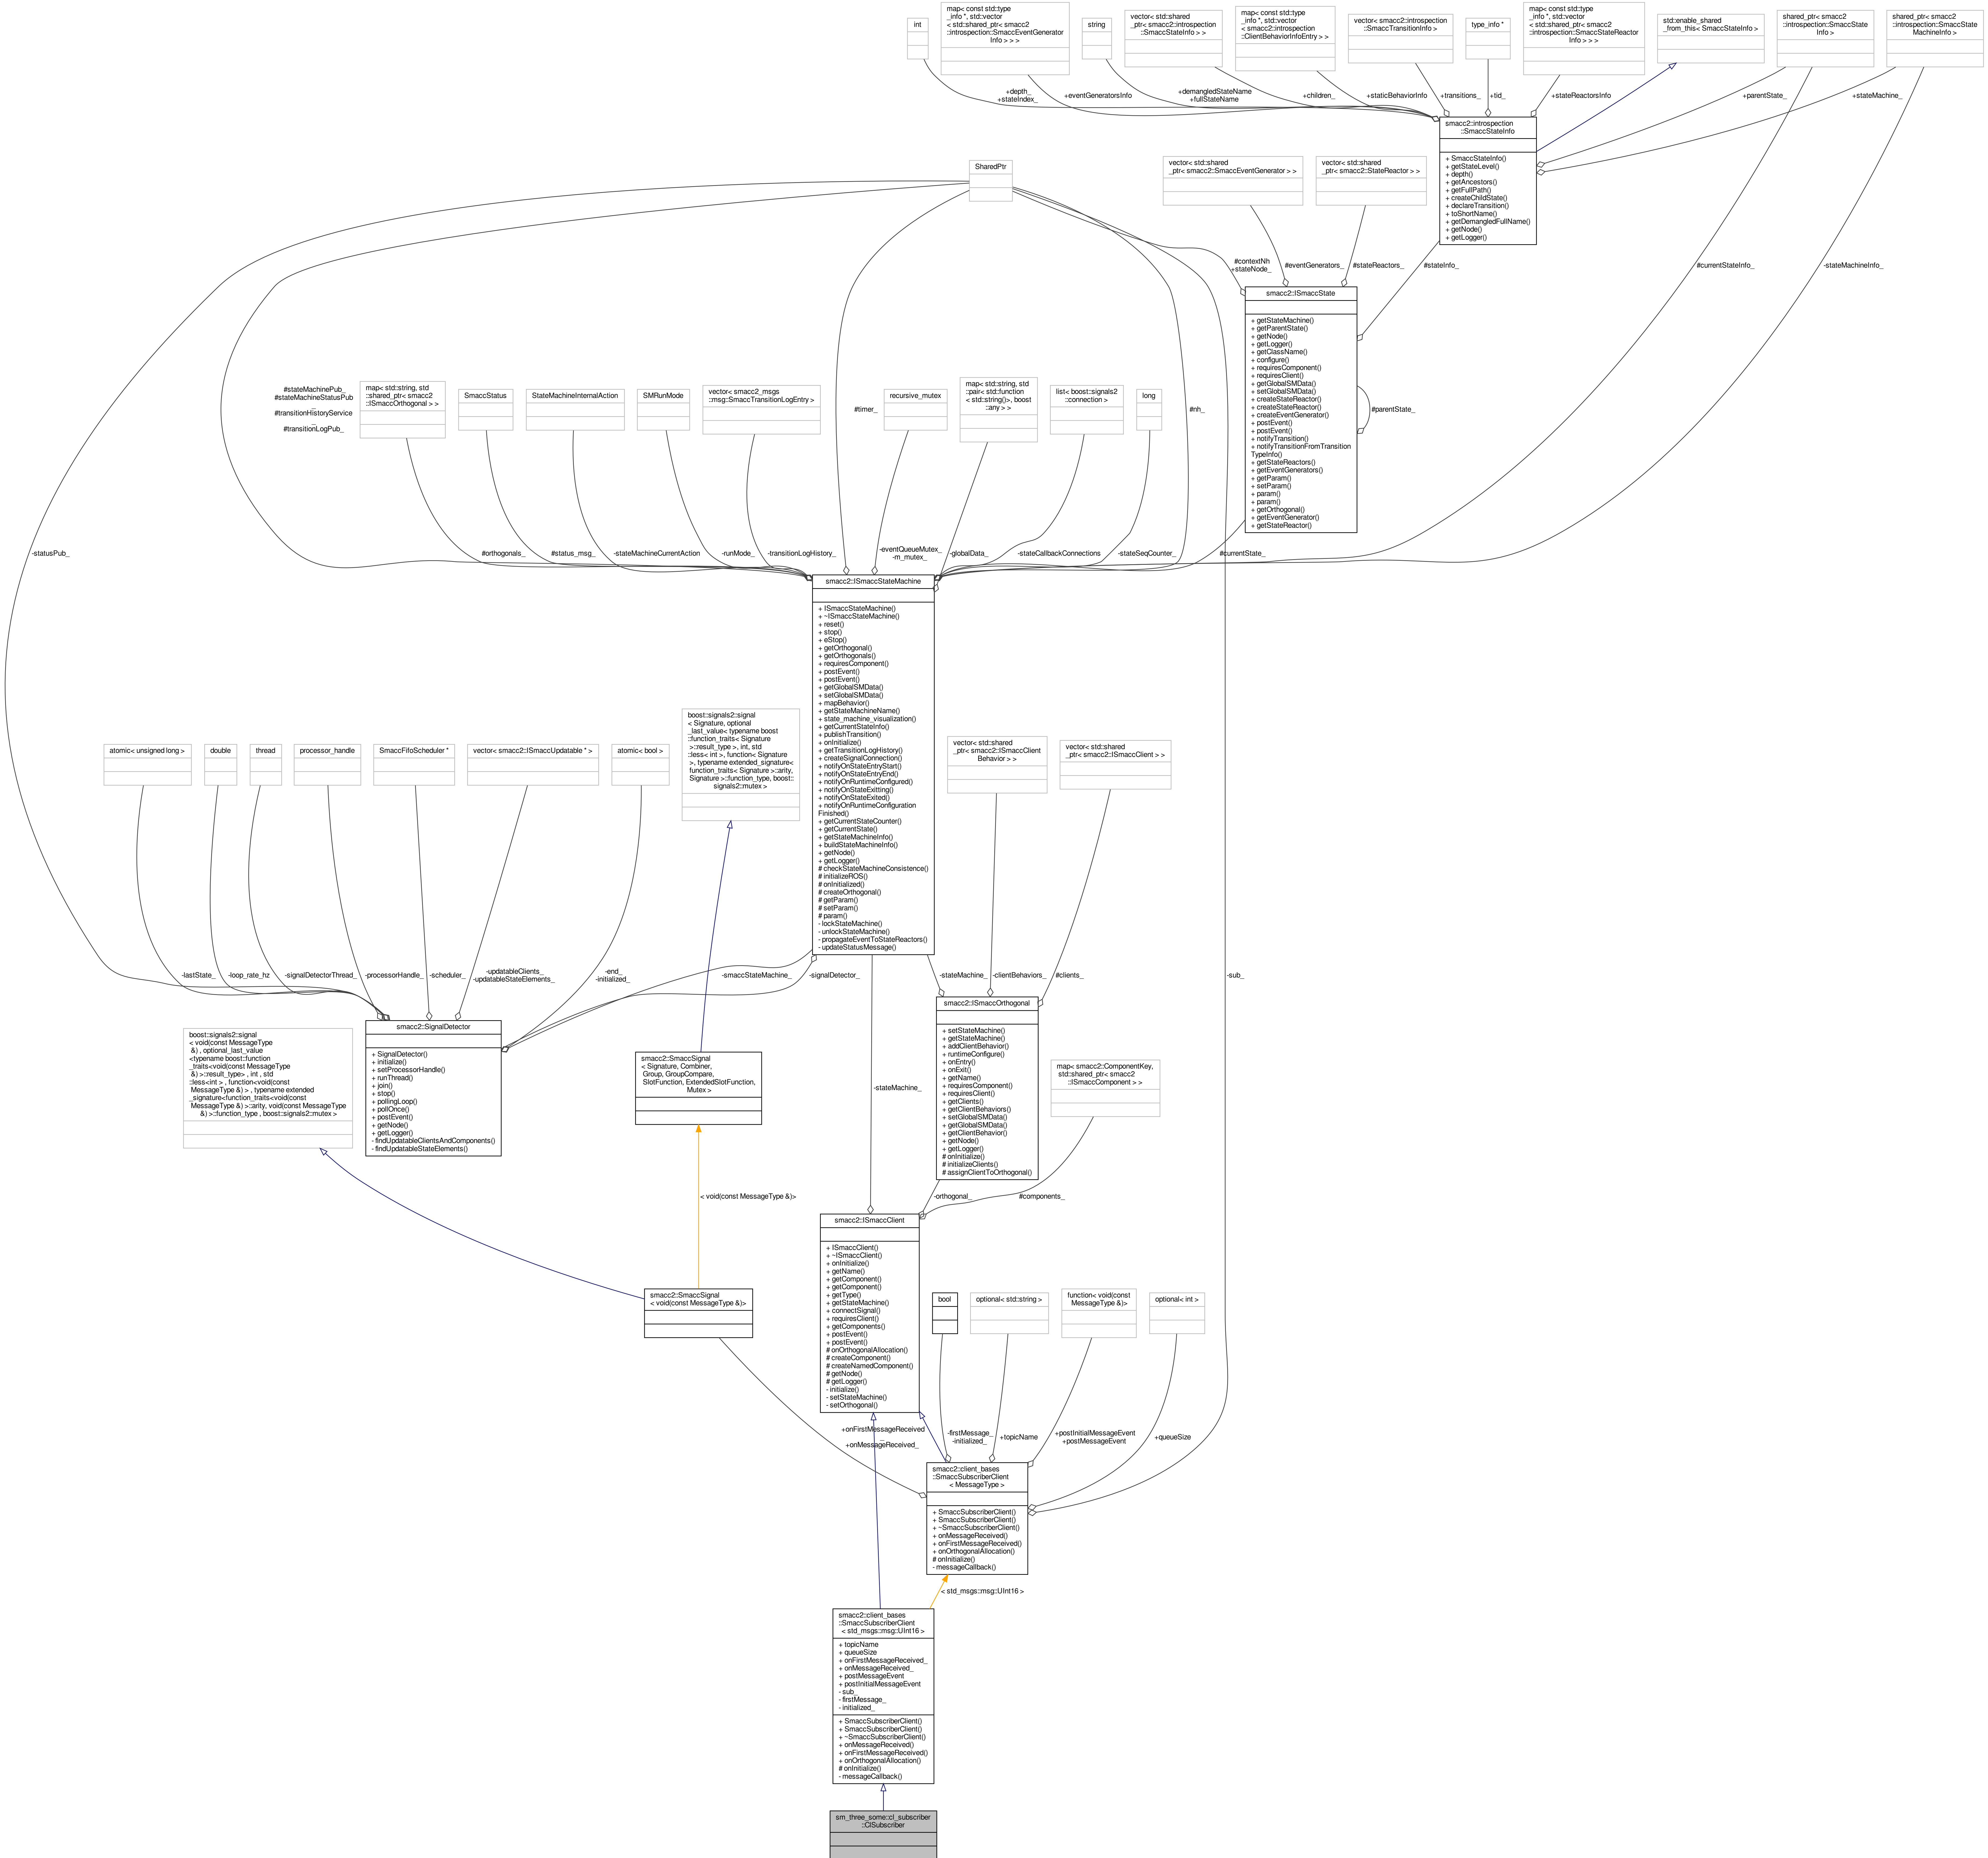 int
map< const std::type
_info *, std::vector
< std::shared_ptr< smacc2
::introspection::SmaccEventGenerator
Info > > >
string
vector< std::shared
_ptr< smacc2::introspection
::SmaccStateInfo > >
map< const std::type
_info *, std::vector
< smacc2::introspection
::ClientBehaviorInfoEntry > >
vector< smacc2::introspection
::SmaccTransitionInfo >
type_info *
map< const std::type
_info *, std::vector
< std::shared_ptr< smacc2
::introspection::SmaccStateReactor
Info > > >
std::enable_shared
_from_this< SmaccStateInfo >
shared_ptr< smacc2
::introspection::SmaccState
Info >
shared_ptr< smacc2
::introspection::SmaccState
MachineInfo >
+depth_
+stateIndex_
+eventGeneratorsInfo
+demangledStateName
+fullStateName
+children_
+staticBehaviorInfo
+transitions_
+tid_
+stateReactorsInfo
+parentState_
+stateMachine_
smacc2::introspection
::SmaccStateInfo
+ SmaccStateInfo()
+ getStateLevel()
+ depth()
+ getAncestors()
+ getFullPath()
+ createChildState()
+ declareTransition()
+ toShortName()
+ getDemangledFullName()
+ getNode()
+ getLogger()
SharedPtr
vector< std::shared
_ptr< smacc2::SmaccEventGenerator > >
vector< std::shared
_ptr< smacc2::StateReactor > >
#contextNh
+stateNode_
#eventGenerators_
#stateReactors_
#stateInfo_
#currentStateInfo_
-stateMachineInfo_
smacc2::ISmaccState
+ getStateMachine()
+ getParentState()
+ getNode()
+ getLogger()
+ getClassName()
+ configure()
+ requiresComponent()
+ requiresClient()
+ getGlobalSMData()
+ setGlobalSMData()
+ createStateReactor()
+ createStateReactor()
+ createEventGenerator()
+ postEvent()
+ postEvent()
+ notifyTransition()
+ notifyTransitionFromTransition
TypeInfo()
+ getStateReactors()
+ getEventGenerators()
+ getParam()
+ setParam()
+ param()
+ param()
+ getOrthogonal()
+ getEventGenerator()
+ getStateReactor()
#parentState_
#stateMachinePub_
#stateMachineStatusPub
_
#transitionHistoryService
_
#transitionLogPub_
map< std::string, std
::shared_ptr< smacc2
::ISmaccOrthogonal > >
SmaccStatus
StateMachineInternalAction
SMRunMode
vector< smacc2_msgs
::msg::SmaccTransitionLogEntry >
#timer_
recursive_mutex
map< std::string, std
::pair< std::function
< std::string()>, boost
::any > >
list< boost::signals2
::connection >
long
#nh_
-statusPub_
#orthogonals_
#status_msg_
-stateMachineCurrentAction
-runMode_
-transitionLogHistory_
-eventQueueMutex_
-m_mutex_
-globalData_
-stateCallbackConnections
-stateSeqCounter_
#currentState_
smacc2::ISmaccStateMachine
+ ISmaccStateMachine()
+ ~ISmaccStateMachine()
+ reset()
+ stop()
+ eStop()
+ getOrthogonal()
+ getOrthogonals()
+ requiresComponent()
+ postEvent()
+ postEvent()
+ getGlobalSMData()
+ setGlobalSMData()
+ mapBehavior()
+ getStateMachineName()
+ state_machine_visualization()
+ getCurrentStateInfo()
+ publishTransition()
+ onInitialize()
+ getTransitionLogHistory()
+ createSignalConnection()
+ notifyOnStateEntryStart()
+ notifyOnStateEntryEnd()
+ notifyOnRuntimeConfigured()
+ notifyOnStateExitting()
+ notifyOnStateExited()
+ notifyOnRuntimeConfiguration
Finished()
+ getCurrentStateCounter()
+ getCurrentState()
+ getStateMachineInfo()
+ buildStateMachineInfo()
+ getNode()
+ getLogger()
# checkStateMachineConsistence()
# initializeROS()
# onInitialized()
# createOrthogonal()
# getParam()
# setParam()
# param()
- lockStateMachine()
- unlockStateMachine()
- propagateEventToStateReactors()
- updateStatusMessage()
boost::signals2::signal
< Signature, optional
_last_value< typename boost
::function_traits< Signature
>::result_type >, int, std
::less< int >, function< Signature
>, typename extended_signature<
function_traits< Signature >::arity,
Signature >::function_type, boost::
signals2::mutex >
atomic< unsigned long >
double
thread
processor_handle
SmaccFifoScheduler *
vector< smacc2::ISmaccUpdatable * >
atomic< bool >
vector< std::shared
_ptr< smacc2::ISmaccClient
Behavior > >
vector< std::shared
_ptr< smacc2::ISmaccClient > >
-lastState_
-loop_rate_hz
-signalDetectorThread_
-processorHandle_
-scheduler_
-updatableClients_
-updatableStateElements_
-end_
-initialized_
-smaccStateMachine_
-signalDetector_
-stateMachine_
-clientBehaviors_
#clients_
-sub_
boost::signals2::signal
< void(const MessageType
&) , optional_last_value
<typename boost::function
_traits<void(const MessageType
&) >::result_type> , int , std
::less<int > , function<void(const
MessageType &) > , typename extended
_signature<function_traits<void(const
MessageType &) >::arity, void(const MessageType
&) >::function_type , boost::signals2::mutex >
smacc2::SignalDetector
+ SignalDetector()
+ initialize()
+ setProcessorHandle()
+ runThread()
+ join()
+ stop()
+ pollingLoop()
+ pollOnce()
+ postEvent()
+ getNode()
+ getLogger()
- findUpdatableClientsAndComponents()
- findUpdatableStateElements()
smacc2::SmaccSignal
< Signature, Combiner,
Group, GroupCompare,
SlotFunction, ExtendedSlotFunction,
Mutex >
-stateMachine_
smacc2::ISmaccOrthogonal
+ setStateMachine()
+ getStateMachine()
+ addClientBehavior()
+ runtimeConfigure()
+ onEntry()
+ onExit()
+ getName()
+ requiresComponent()
+ requiresClient()
+ getClients()
+ getClientBehaviors()
+ setGlobalSMData()
+ getGlobalSMData()
+ getClientBehavior()
+ getNode()
+ getLogger()
# onInitialize()
# initializeClients()
# assignClientToOrthogonal()
map< smacc2::ComponentKey,
std::shared_ptr< smacc2
::ISmaccComponent > >
< void(const MessageType &)>
-orthogonal_
#components_
smacc2::ISmaccClient
+ ISmaccClient()
+ ~ISmaccClient()
+ onInitialize()
+ getName()
+ getComponent()
+ getComponent()
+ getType()
+ getStateMachine()
+ connectSignal()
+ requiresClient()
+ getComponents()
+ postEvent()
+ postEvent()
# onOrthogonalAllocation()
# createComponent()
# createNamedComponent()
# getNode()
# getLogger()
- initialize()
- setStateMachine()
- setOrthogonal()
smacc2::SmaccSignal
< void(const MessageType &)>
bool
optional< std::string >
function< void(const
MessageType &)>
optional< int >
+onFirstMessageReceived
_
+onMessageReceived_
-firstMessage_
-initialized_
+topicName
+postInitialMessageEvent
+postMessageEvent
+queueSize
smacc2::client_bases
::SmaccSubscriberClient
< MessageType >
+ SmaccSubscriberClient()
+ SmaccSubscriberClient()
+ ~SmaccSubscriberClient()
+ onMessageReceived()
+ onFirstMessageReceived()
+ onOrthogonalAllocation()
# onInitialize()
- messageCallback()
< std_msgs::msg::UInt16 >
smacc2::client_bases
::SmaccSubscriberClient
< std_msgs::msg::UInt16 >
+ topicName
+ queueSize
+ onFirstMessageReceived_
+ onMessageReceived_
+ postMessageEvent
+ postInitialMessageEvent
- sub_
- firstMessage_
- initialized_
+ SmaccSubscriberClient()
+ SmaccSubscriberClient()
+ ~SmaccSubscriberClient()
+ onMessageReceived()
+ onFirstMessageReceived()
+ onOrthogonalAllocation()
# onInitialize()
- messageCallback()
sm_three_some::cl_subscriber
::ClSubscriber